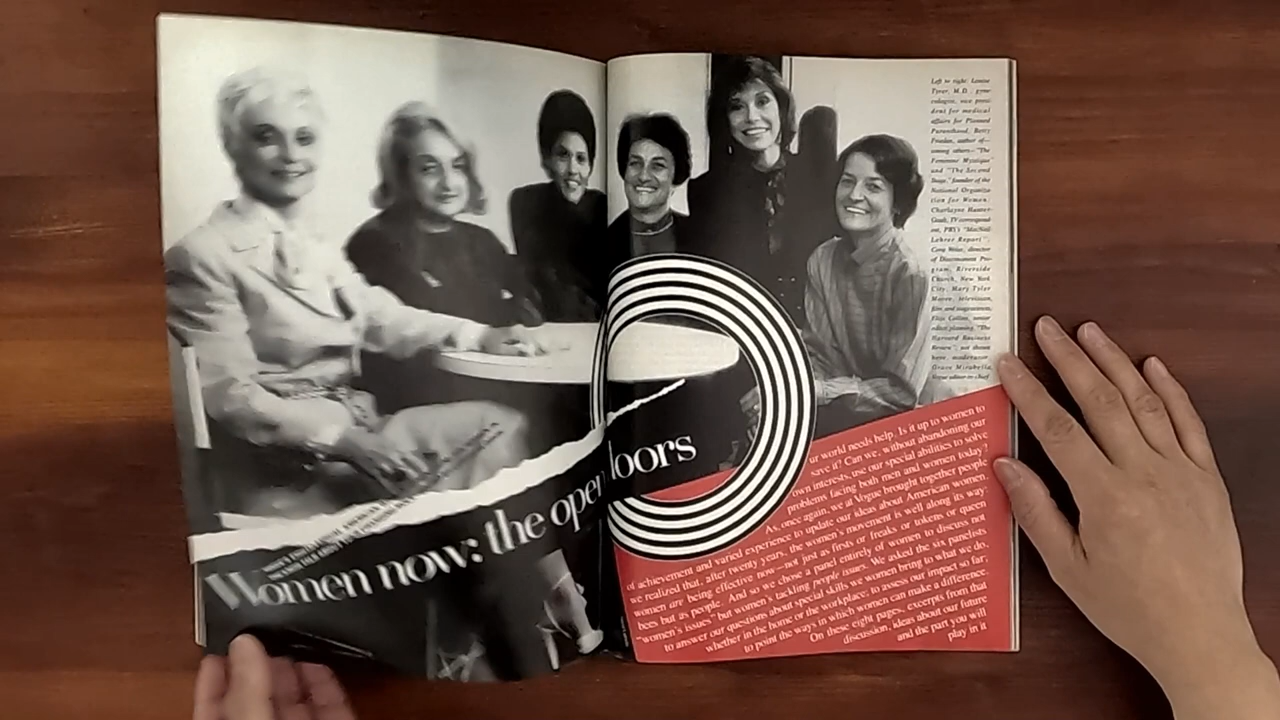 Women now: the open doors
Left to right: Louise
Tyrer, M.D., gyne-
cologist, vice presi-
dent for medical
affairs for Planned
Parenthood; Betty
Friedan, author of—
among others—"The
Feminine Mystique"
and "The Second
Stage," founder of the
National Organiza-
tion for Women;
Charlayne Hunter-
Gault, TV correspond-
ent, PBS's "MacNeil
Lehrer Report";
Cora Weiss, director
of Disarmament Pro-
gram, Riverside
Church, New York
City; Mary Tyler
Moore, television,
film and stage
Eliza Collins, senior
editor
"The
Harvard Business
Review"; not shown
here, moderator
Grace Mirabella,
Vogue editor-in-chief
ur world needs help. Is it up to women to
save it? Can we, without abandoning our
own interests, use our special abilities to solve
problems facing both men and women today?
As, once again, we at Vogue brought together people
of achievement and varied experience to update our ideas about American women,
we realized that, after twenty years, the women's movement is well along its way:
women are being effective now—not just as firsts or freaks or tokens or queen
bees but as people. And so we chose a panel entirely of women to discuss not
"women's issues" but women's tackling people issues. We asked the six panelists
to answer our questions about special skills we women bring to what we do,
whether in the home or the workplace; to assess our impact so far;
to point the ways in which women can make a difference
On these eight pages, excerpts from that
discussion, ideas about our future
and the part you will
play in it